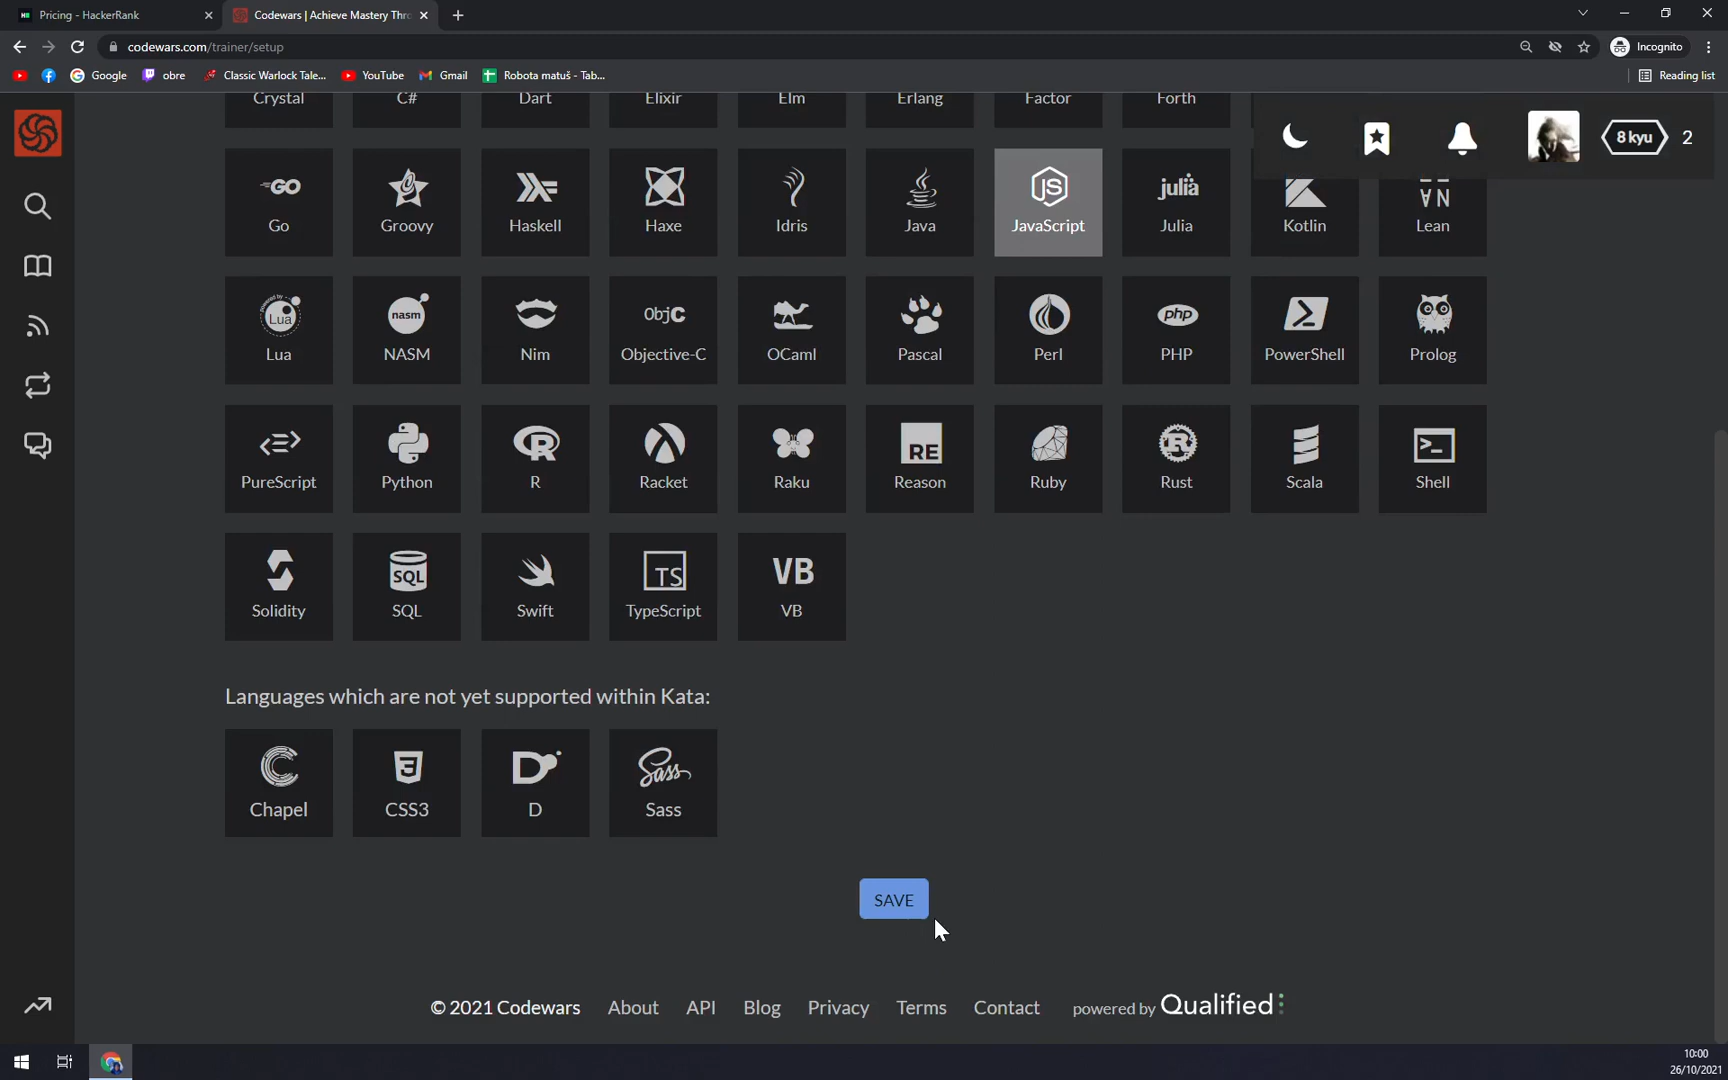 Pricing - HackerRank
Codewars | Achieve Mastery Thro
codewars.com/trainer/setup
Incognito
Google
obre
Classic Warlock Tale...
YouTube
Gmail
Robota matuš - Tab...
Reading list
Crystal C# Dart Elixir Elm Erlang Factor Forth
8 kyu 2
GO JS julia
Go Groovy Haskell Haxe Idris Java JavaScript Julia Kotlin Lean
powered by Lua nasm ObjC php
Lua NASM Nim Objective-C OCaml Pascal Perl PHP PowerShell Prolog
R RE R >_
PureScript Python R Racket Raku Reason Ruby Rust Scala Shell
SQL TS VB
Solidity SQL Swift TypeScript VB
Languages which are not yet supported within Kata:
C 3 D Sass
Chapel CSS3 D Sass
SAVE
© 2021 Codewars About API Blog Privacy Terms Contact powered by Qualified
10:00
26/10/2021